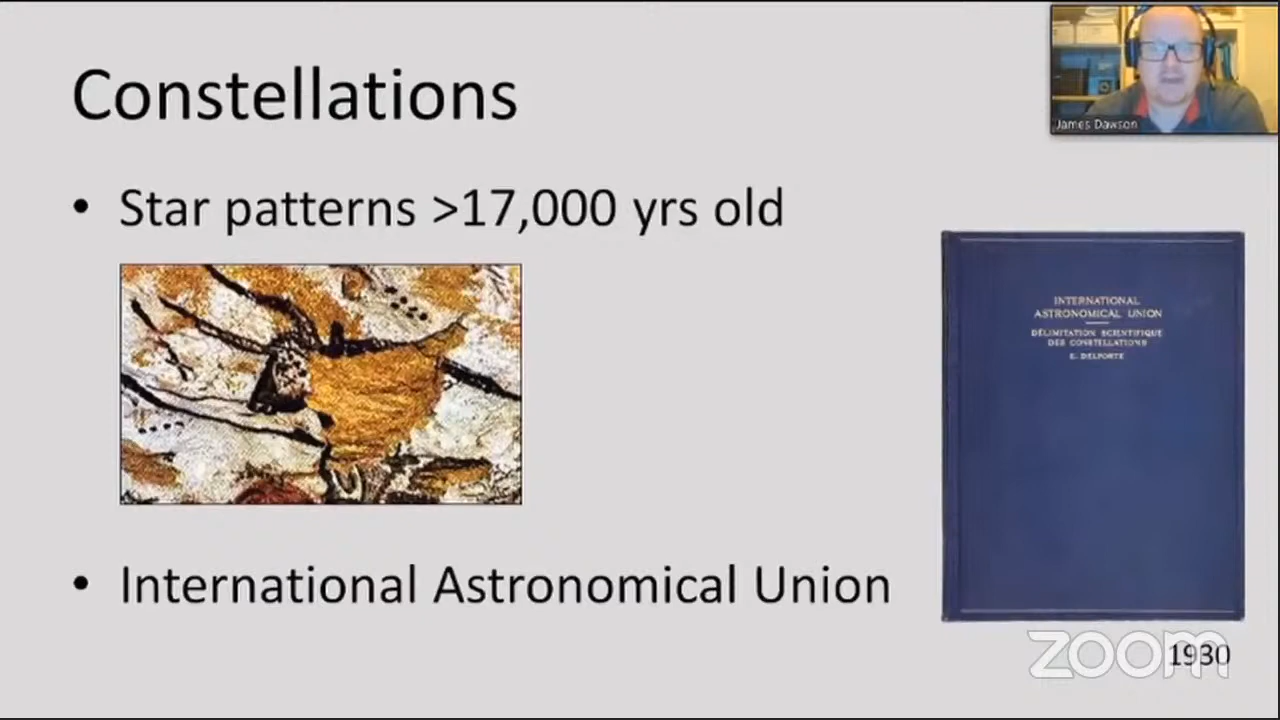 Constellations
James Dawson
• Star patterns >17,000 yrs old
INTERNATIONAL
ASTRONOMICAL UNION
DÉLIMITATION SCIENTIFIQUE
DES CONSTELLATIONS
E. DELPORTE
• International Astronomical Union
zoom
1930